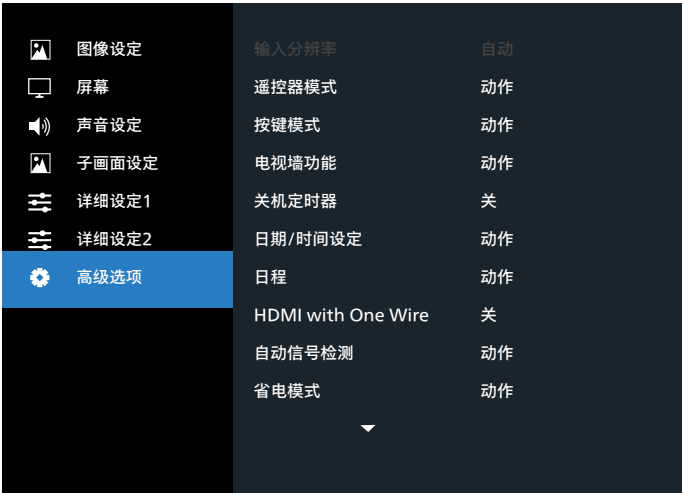 图像设定
屏幕
声音设定
子画面设定
详细设定1
详细设定2
高级选项
输入分辨率 自动
遥控器模式 动作
按键模式 动作
电视墙功能 动作
关机定时器 关
日期/时间设定 动作
日程 动作
HDMI with One Wire 关
自动信号检测 动作
省电模式 动作